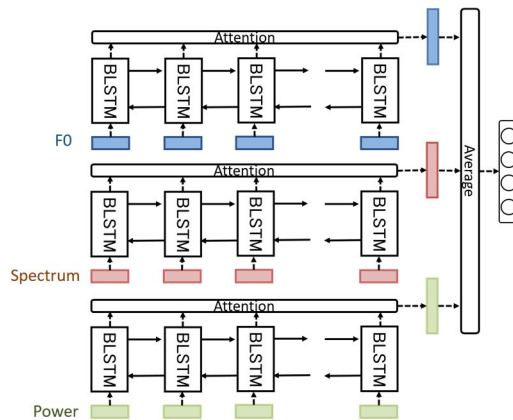 Attention
BLSTM BLSTM BLSTM BLSTM
F0
Attention
BLSTM BLSTM BLSTM BLSTM
Spectrum
Attention
BLSTM BLSTM BLSTM BLSTM
Power
Average